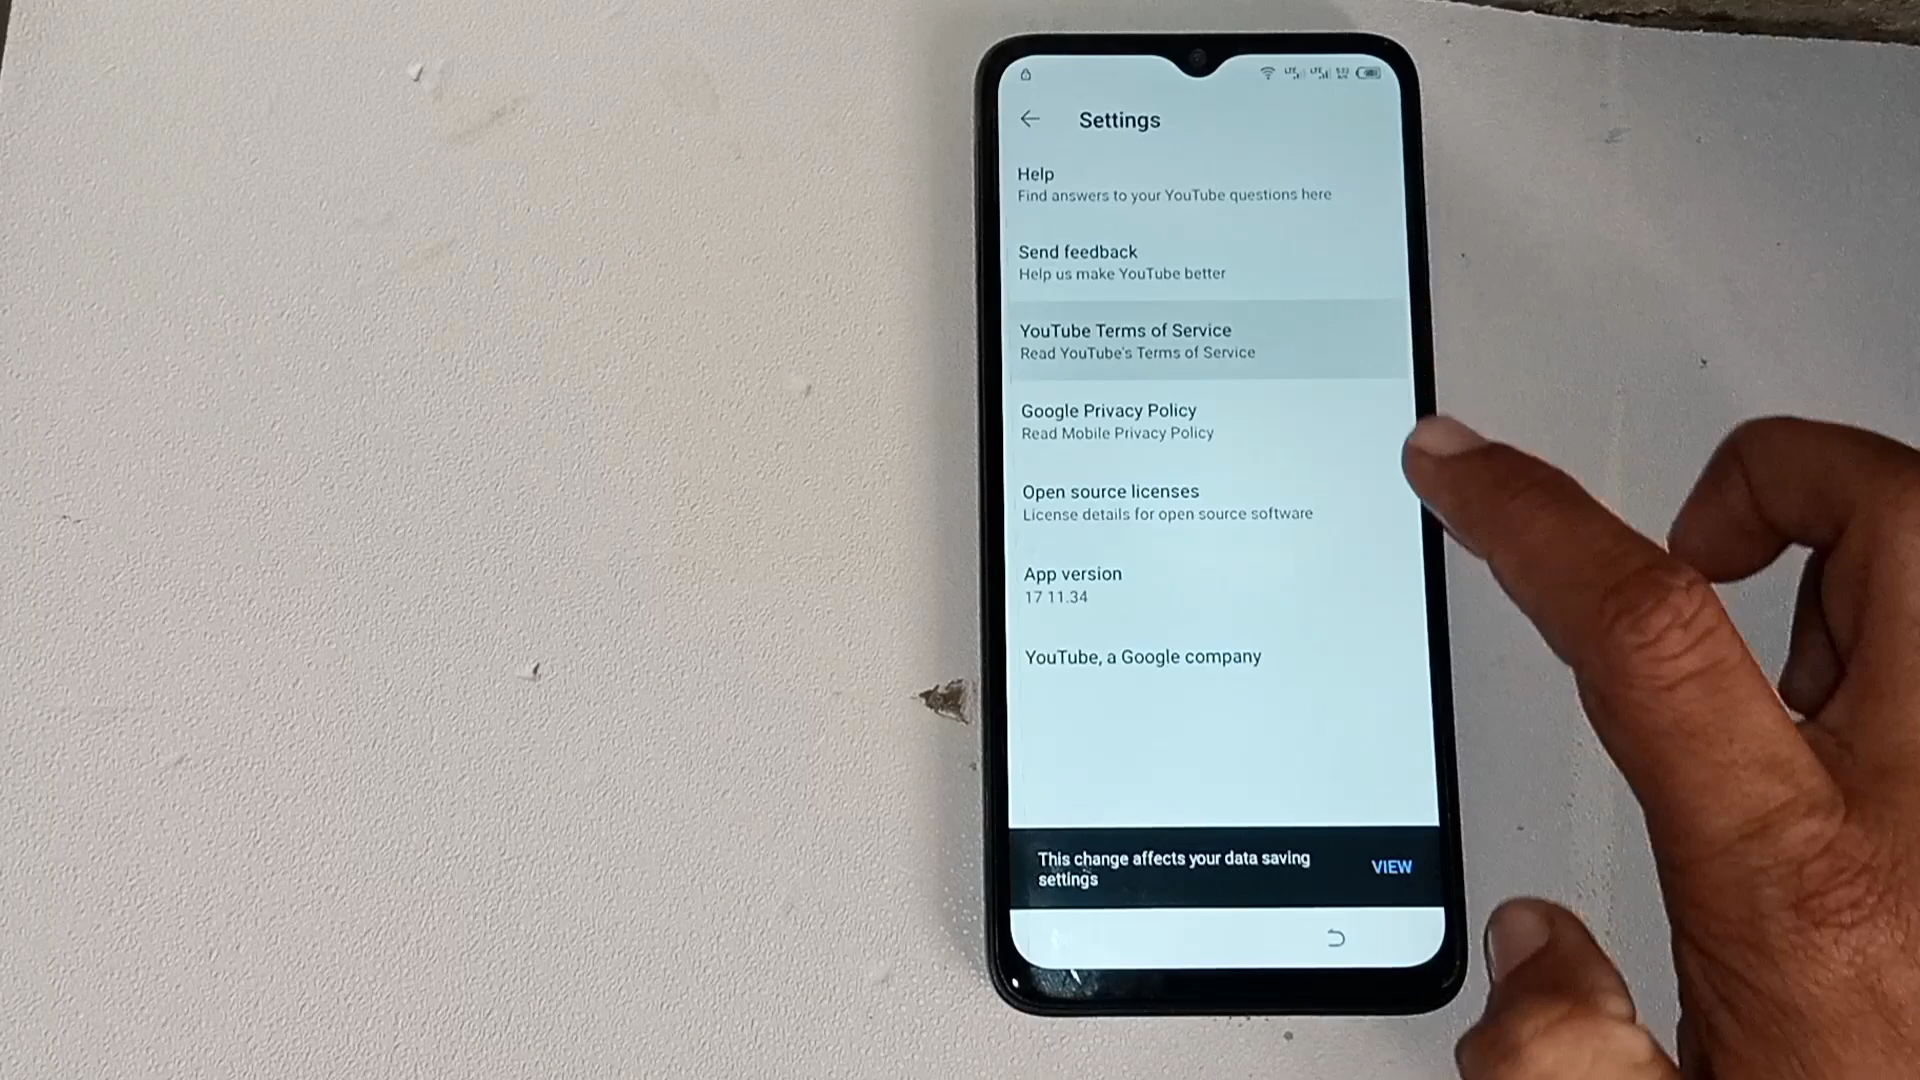 Settings
Help
Find answers to your YouTube questions here
Send feedback
Help us make YouTube better
YouTube Terms of Service
Read YouTube's Terms of Service
Google Privacy Policy
Read Mobile Privacy Policy
Open source licenses
License details for open source software
App version
17 11.34
YouTube, a Google company
This change affects your data saving
settings
VIEW